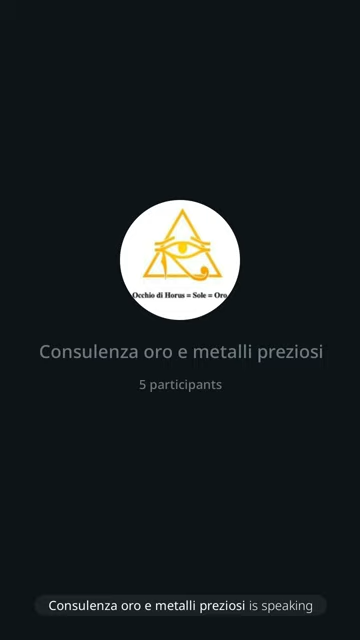 Occhio di Horus = Sole = Oro
Consulenza oro e metalli preziosi
5 participants
Consulenza oro e metalli preziosi is speaking